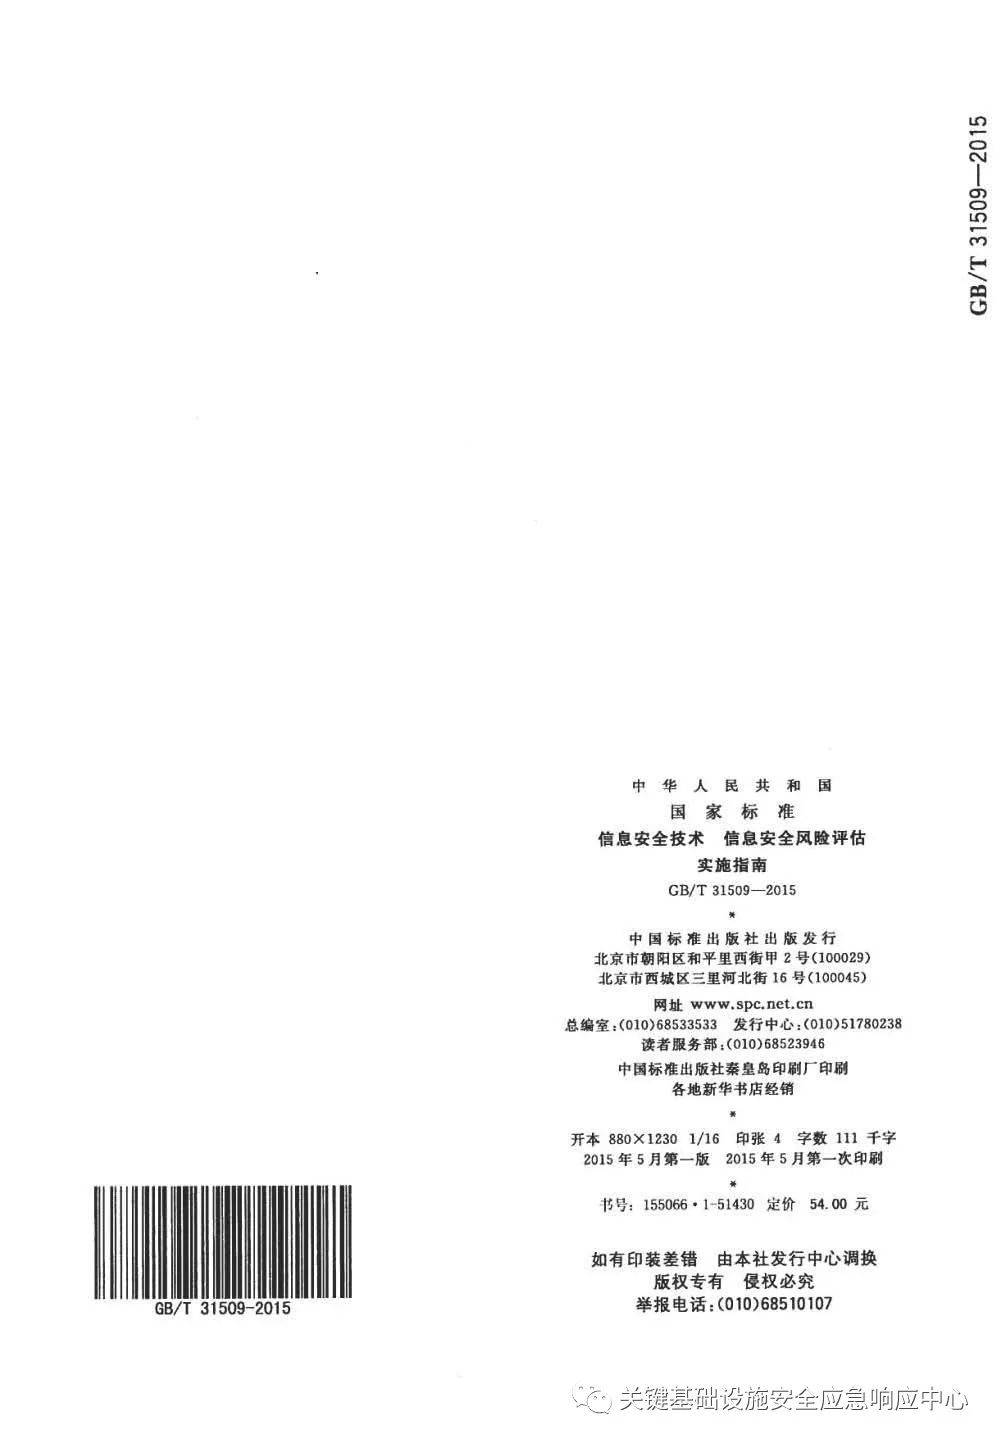 GB/T 31509—2015
中 华 人 民 共 和 国
国 家 标 准
信息安全技术 信息安全风险评估
实施指南
GB/T 31509—2015
*
中国标准出版社出版发行
北京市朝阳区和平里西街甲2号(100029)
北京市西城区三里河北街16号(100045)
网址 www.spc.net.cn
总编室:(010)68533533 发行中心:(010)51780238
读者服务部:(010)68523946
中国标准出版社秦皇岛印刷厂印刷
各地新华书店经销
*
开本 880×1230 1/16 印张 4 字数 111 千字
2015年5月第一版 2015年5月第一次印刷
*
书号: 155066·1-51430 定价 54.00 元
如有印装差错 由本社发行中心调换
版权专有 侵权必究
举报电话:(010)68510107
GB/T 31509-2015
关键基础设施安全应急响应中心